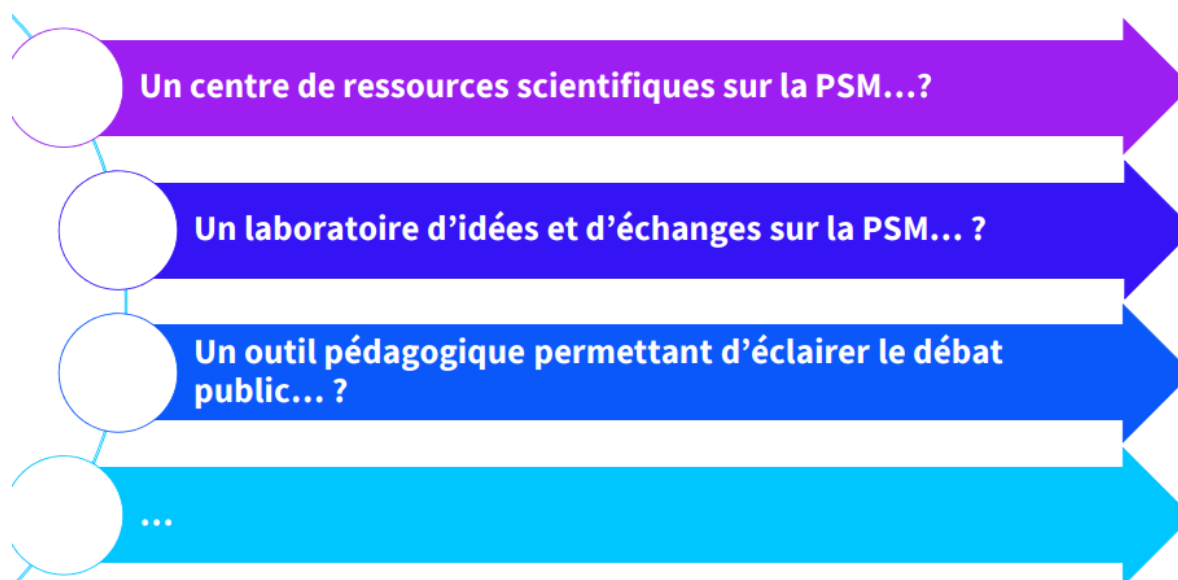 Un centre de ressources scientifiques sur la PSM…?
Un laboratoire d’idées et d’échanges sur la PSM… ?
Un outil pédagogique permettant d’éclairer le débat
public… ?
…